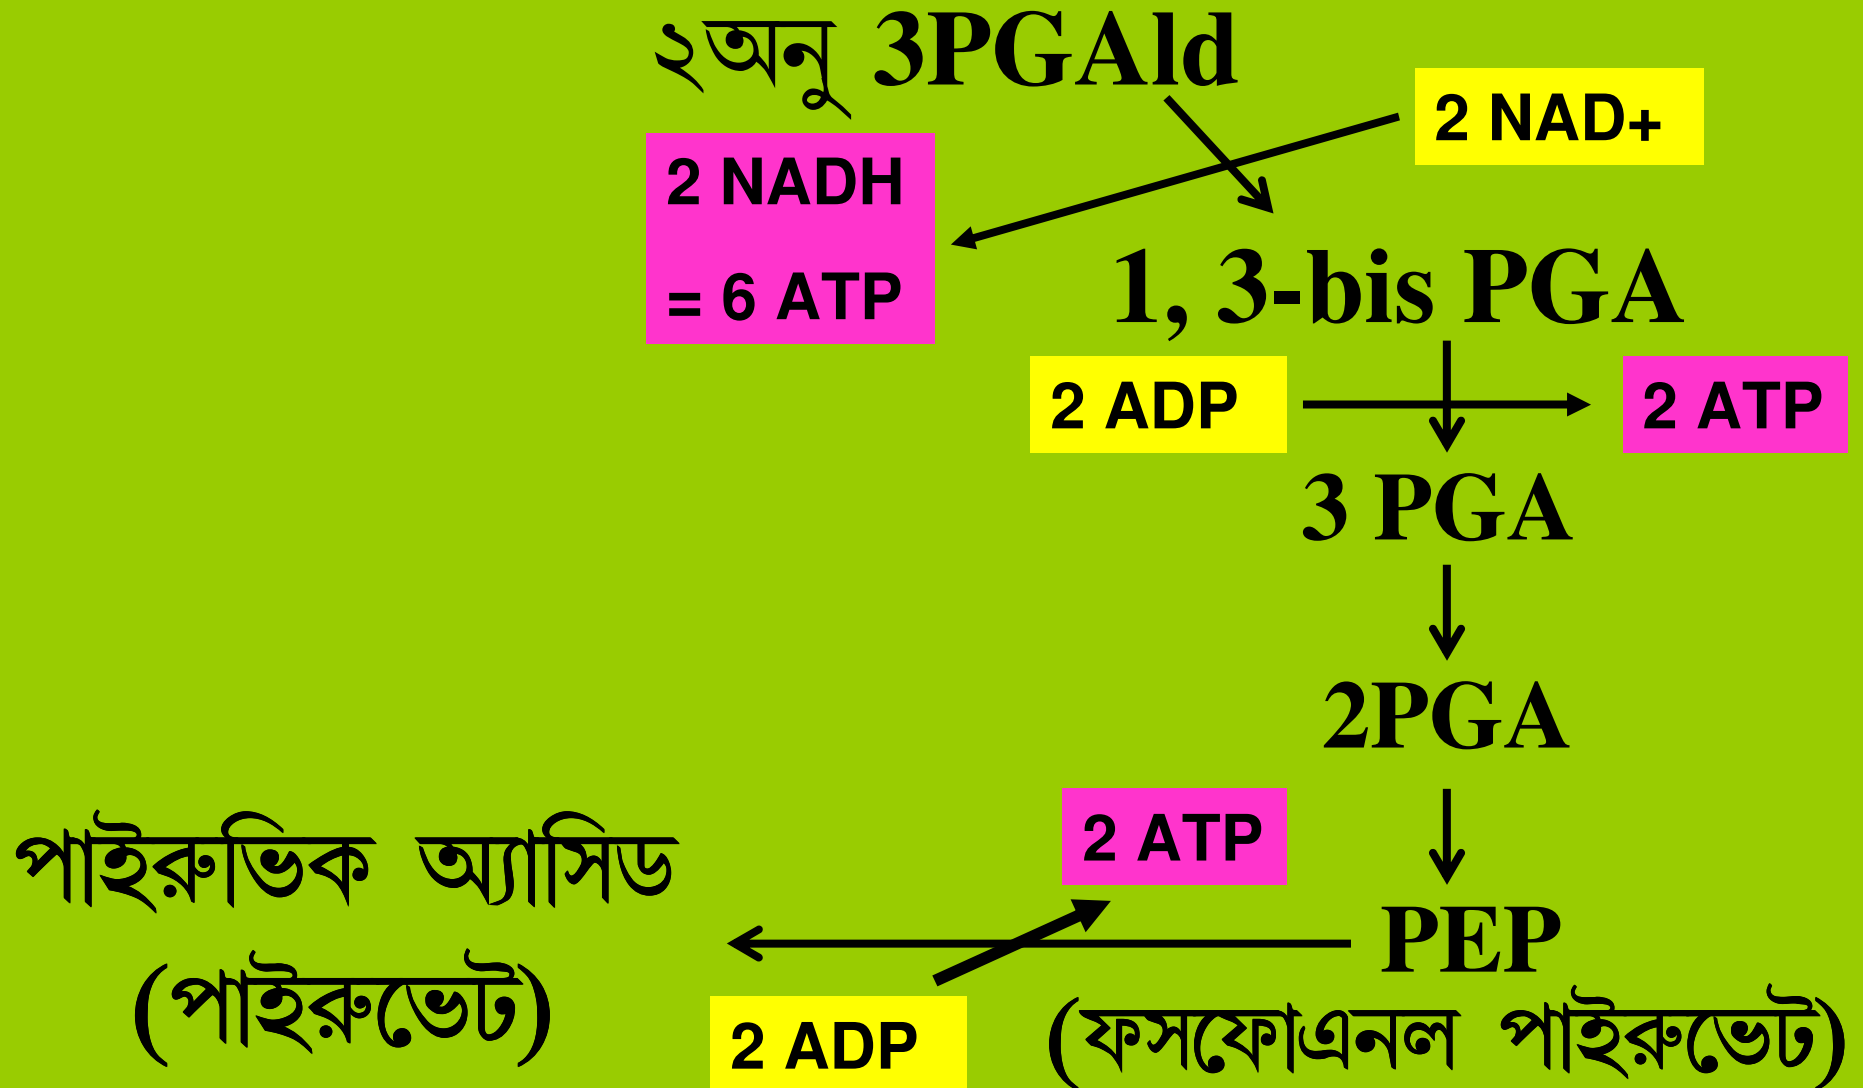 ২অনু 3PGAld
2 NAD+
2 NADH
= 6 ATP
1, 3-bis PGA
2 ADP
2 ATP
3 PGA
2PGA
2 ATP
পাইরুভিক অ্যাসিড
PEP
(পাইরুভেট)
(ফসফোএনল পাইরুভেট)
2 ADP